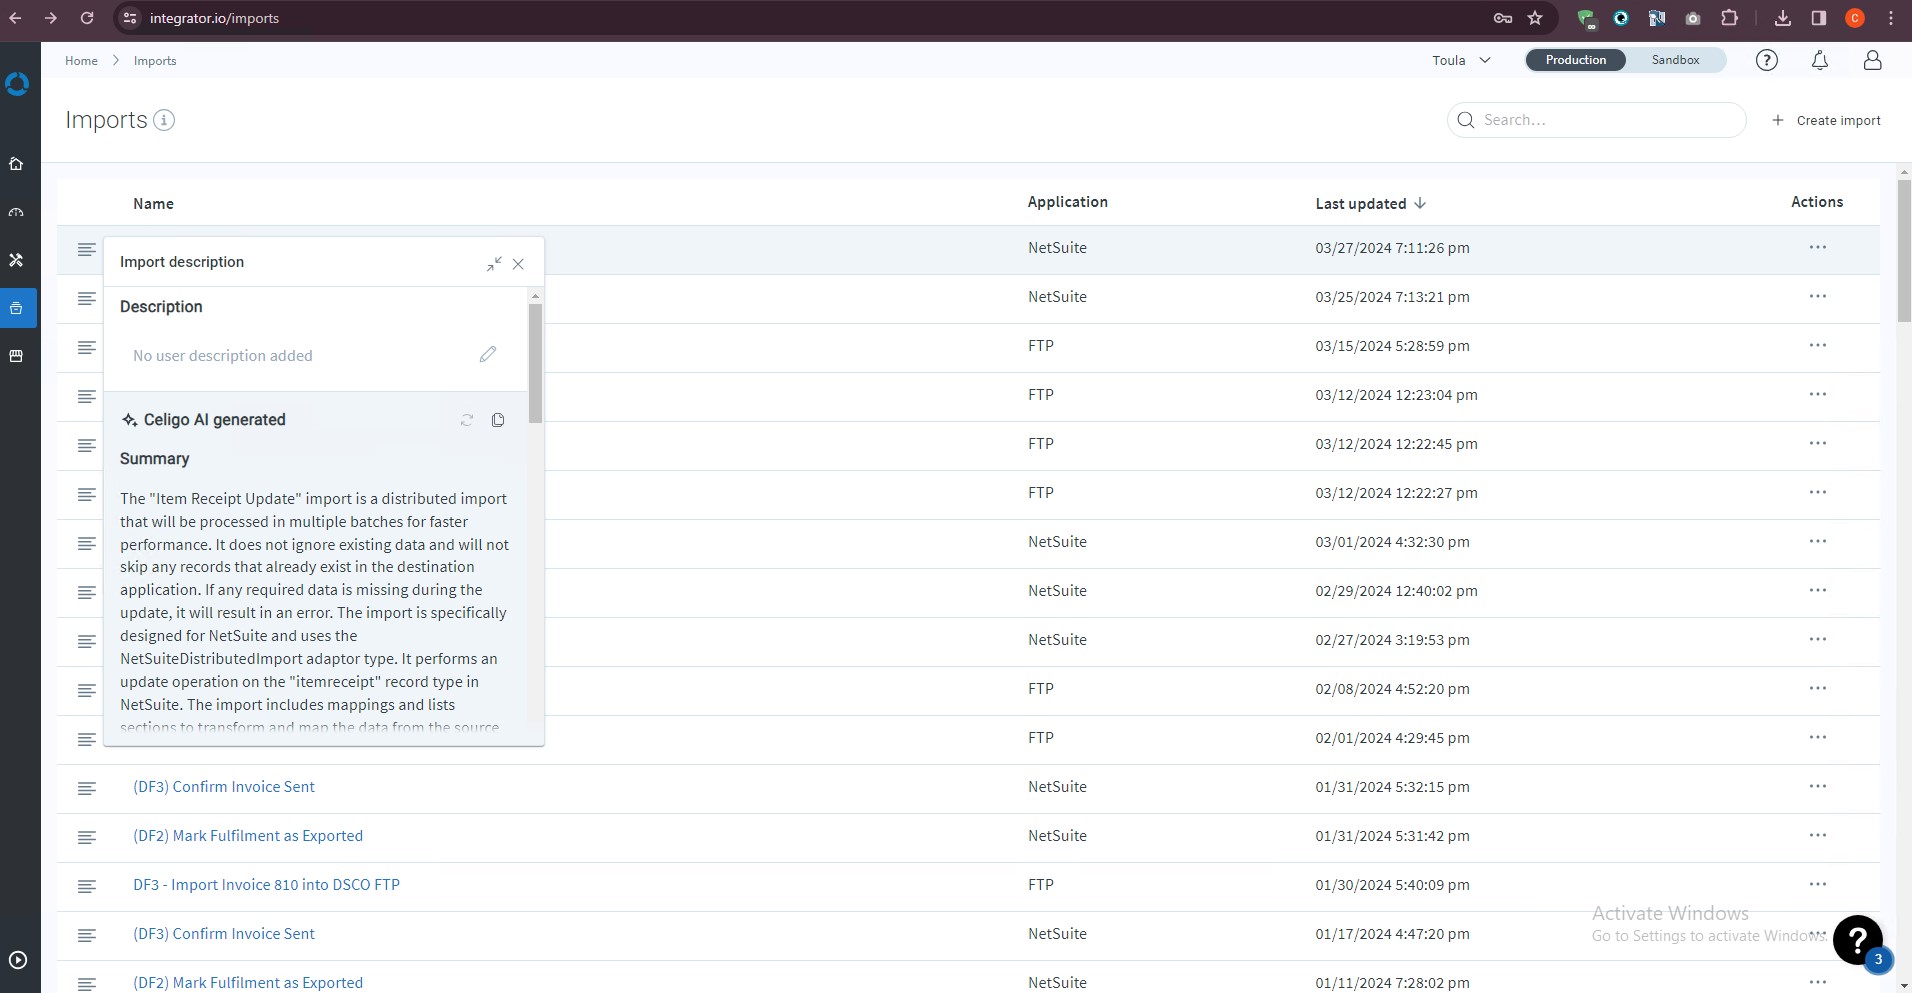 integrator.io/imports
C
Home
Imports
Toula
Production
Sandbox
?
Imports
i
Search...
+ Create import
Name
Application
Last updated
Actions
NetSuite
03/27/2024 7:11:26 pm
NetSuite
03/25/2024 7:13:21 pm
FTP
03/15/2024 5:28:59 pm
FTP
03/12/2024 12:23:04 pm
FTP
03/12/2024 12:22:45 pm
FTP
03/12/2024 12:22:27 pm
NetSuite
03/01/2024 4:32:30 pm
NetSuite
02/29/2024 12:40:02 pm
NetSuite
02/27/2024 3:19:53 pm
FTP
02/08/2024 4:52:20 pm
FTP
02/01/2024 4:29:45 pm
Import description
Description
No user description added
Celigo AI generated
Summary
The "Item Receipt Update" import is a distributed import
that will be processed in multiple batches for faster
performance. It does not ignore existing data and will not
skip any records that already exist in the destination
application. If any required data is missing during the
update, it will result in an error. The import is specifically
designed for NetSuite and uses the
NetSuiteDistributedImport adaptor type. It performs an
update operation on the "itemreceipt" record type in
NetSuite. The import includes mappings and lists
sections to transform and map the data from the source
(DF3) Confirm Invoice Sent
NetSuite
01/31/2024 5:32:15 pm
(DF2) Mark Fulfilment as Exported
NetSuite
01/31/2024 5:31:42 pm
DF3 - Import Invoice 810 into DSCO FTP
FTP
01/30/2024 5:40:09 pm
(DF3) Confirm Invoice Sent
NetSuite
01/17/2024 4:47:20 pm
(DF2) Mark Fulfilment as Exported
NetSuite
01/11/2024 7:28:02 pm
Activate Windows
Go to Settings to activate Windows.
?
3